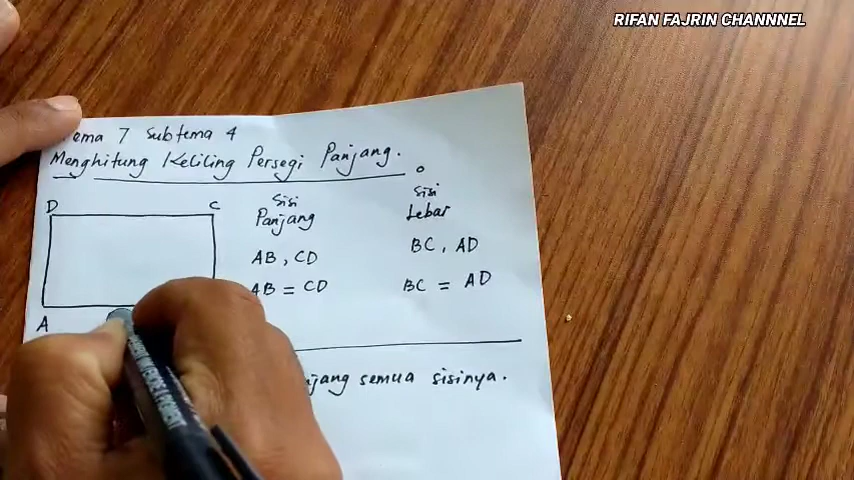 RIFAN FAJRIN CHANNNEL
ema 7 Subtema 4
Menghitung Keliling Persegi Panjang.
D C
Sisi Panjang
AB, CD
AB = CD
Sisi Lebar
BC, AD
BC = AD
A
jang semua sisinya.